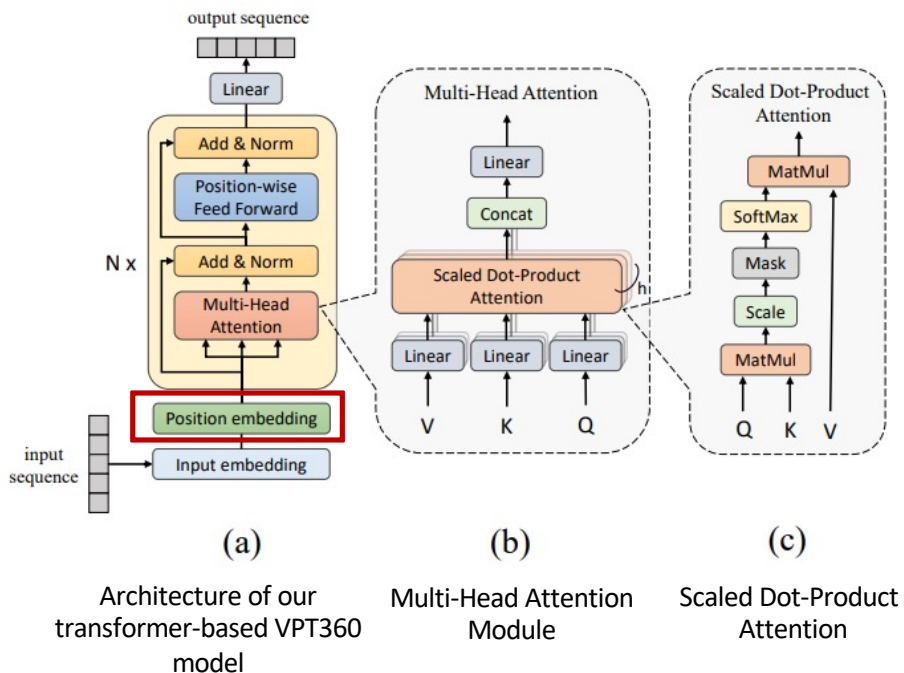 output sequence
Linear
Add & Norm
Position-wise
Feed Forward
N x
Add & Norm
Multi-Head
Attention
Position embedding
input
sequence
Input embedding
(a)
Architecture of our
transformer-based VPT360
model
Multi-Head Attention
Linear
Concat
Scaled Dot-Product
Attention
h
Linear
Linear
Linear
V
K
Q
(b)
Multi-Head Attention
Module
Scaled Dot-Product
Attention
MatMul
SoftMax
Mask
Scale
MatMul
Q
K
V
(c)
Scaled Dot-Product
Attention